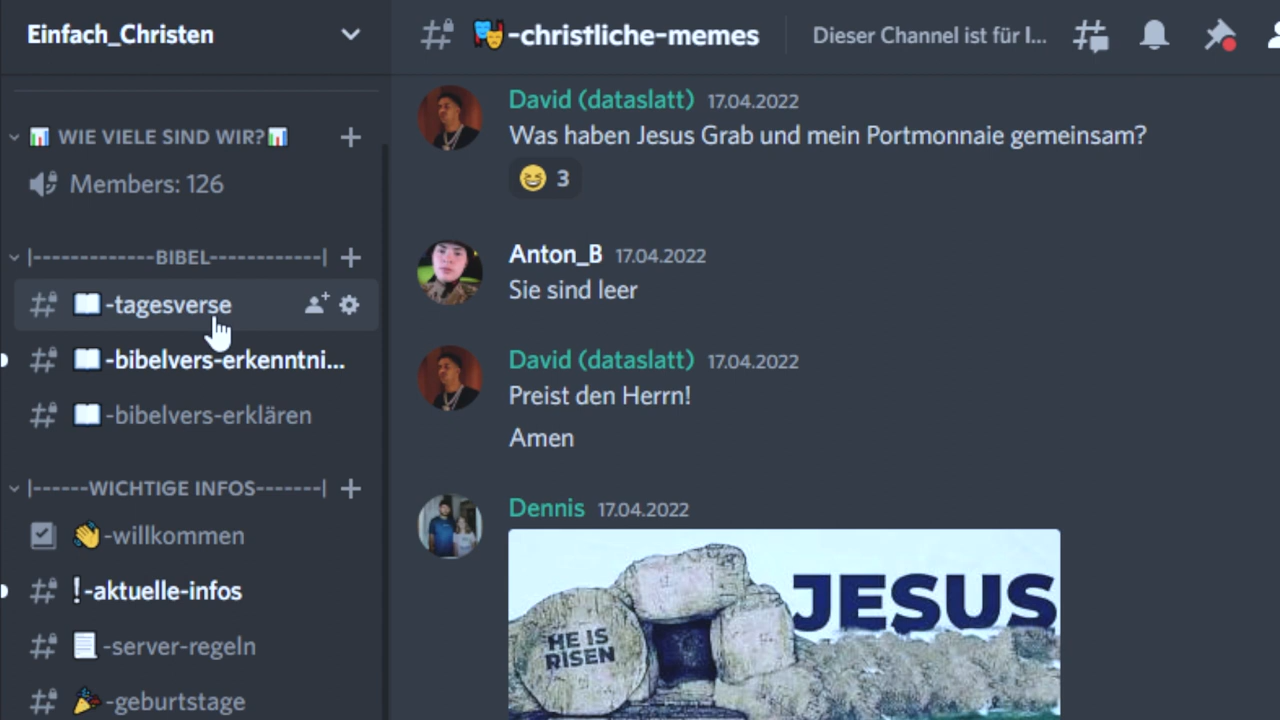 Einfach_Christen
📊 WIE VIELE SIND WIR?📊
Members: 126
|-------------BIBEL------------|
📖-tagesverse
📖-bibelvers-erkenntni...
📖-bibelvers-erklären
|------WICHTIGE INFOS-------|
👋-willkommen
❗-aktuelle-infos
📃-server-regeln
🎉-geburtstage
🎭-christliche-memes
Dieser Channel ist für I...
David (dataslatt) 17.04.2022
Was haben Jesus Grab und mein Portmonnaie gemeinsam?
😆 3
Anton_B 17.04.2022
Sie sind leer
David (dataslatt) 17.04.2022
Preist den Herrn!
Amen
Dennis 17.04.2022
JESUS
HE IS
RISEN